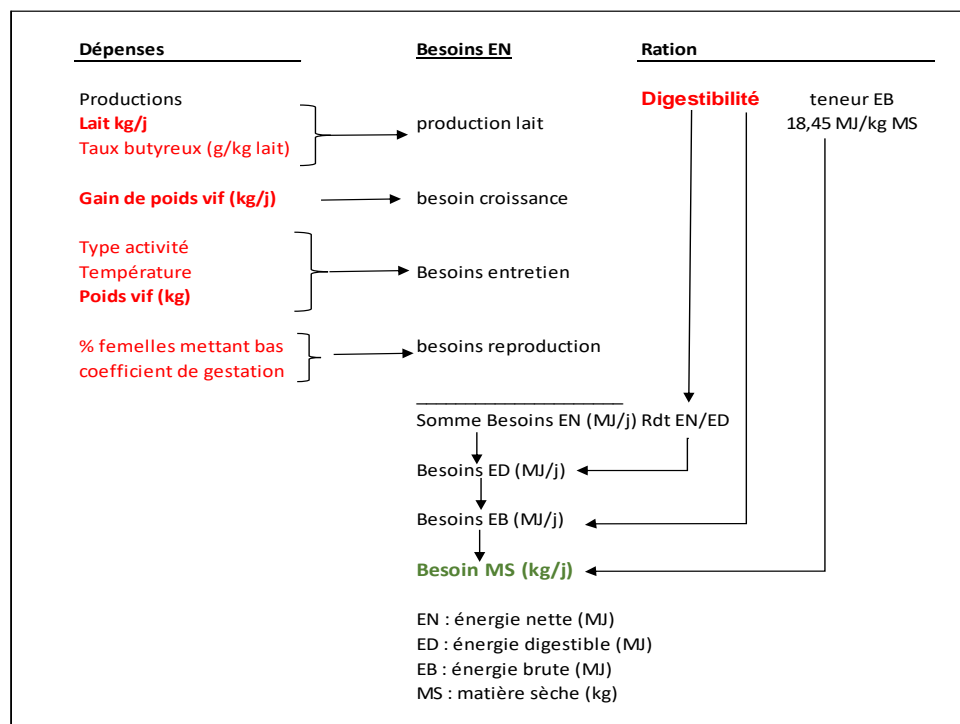 Dépenses
Besoins EN
Ration
Productions
Lait kg/j
Taux butyreux (g/kg lait)
production lait
Digestibilité
teneur EB
18,45 MJ/kg MS
Gain de poids vif (kg/j)
besoin croissance
Type activité
Température
Poids vif (kg)
Besoins entretien
% femelles mettant bas
coefficient de gestation
besoins reproduction
Somme Besoins EN (MJ/j) Rdt EN/ED
Besoins ED (MJ/j)
Besoins EB (MJ/j)
Besoin MS (kg/j)
EN : énergie nette (MJ)
ED : énergie digestible (MJ)
EB : énergie brute (MJ)
MS : matière sèche (kg)